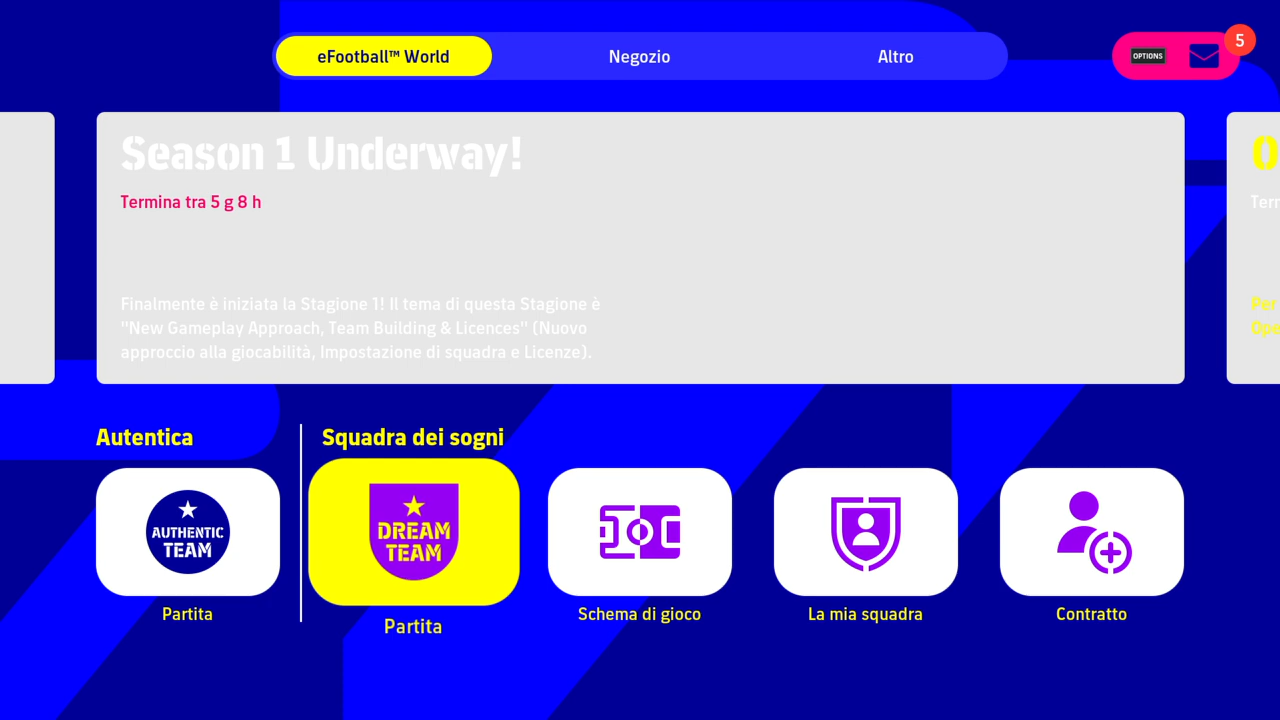 eFootball™ World
Negozio
Altro
OPTIONS
5
Season 1 Underway!
Termina tra 5 g 8 h
Finalmente è iniziata la Stagione 1! Il tema di questa Stagione è
"New Gameplay Approach, Team Building & Licences" (Nuovo
approccio alla giocabilità, Impostazione di squadra e Licenze).
Per
Autentica
Squadra dei sogni
AUTHENTIC
TEAM
DREAM
TEAM
Partita
Partita
Schema di gioco
La mia squadra
Contratto